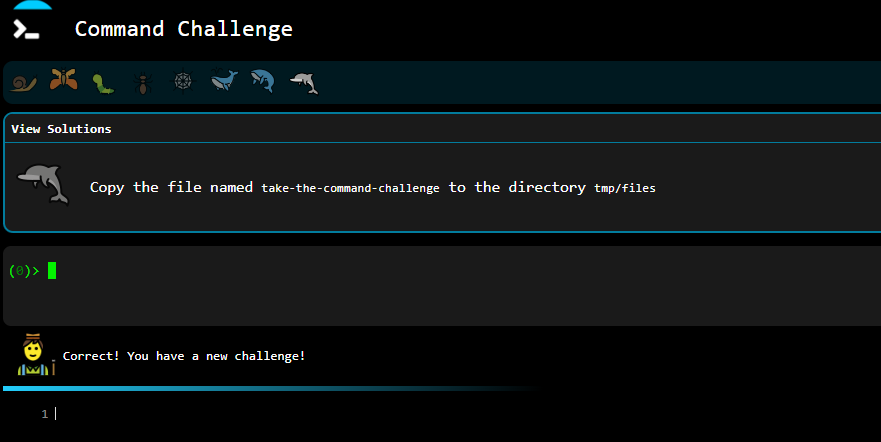 Command Challenge
View Solutions
Copy the file named take-the-command-challenge to the directory tmp/files
(0)>
Correct! You have a new challenge!
1